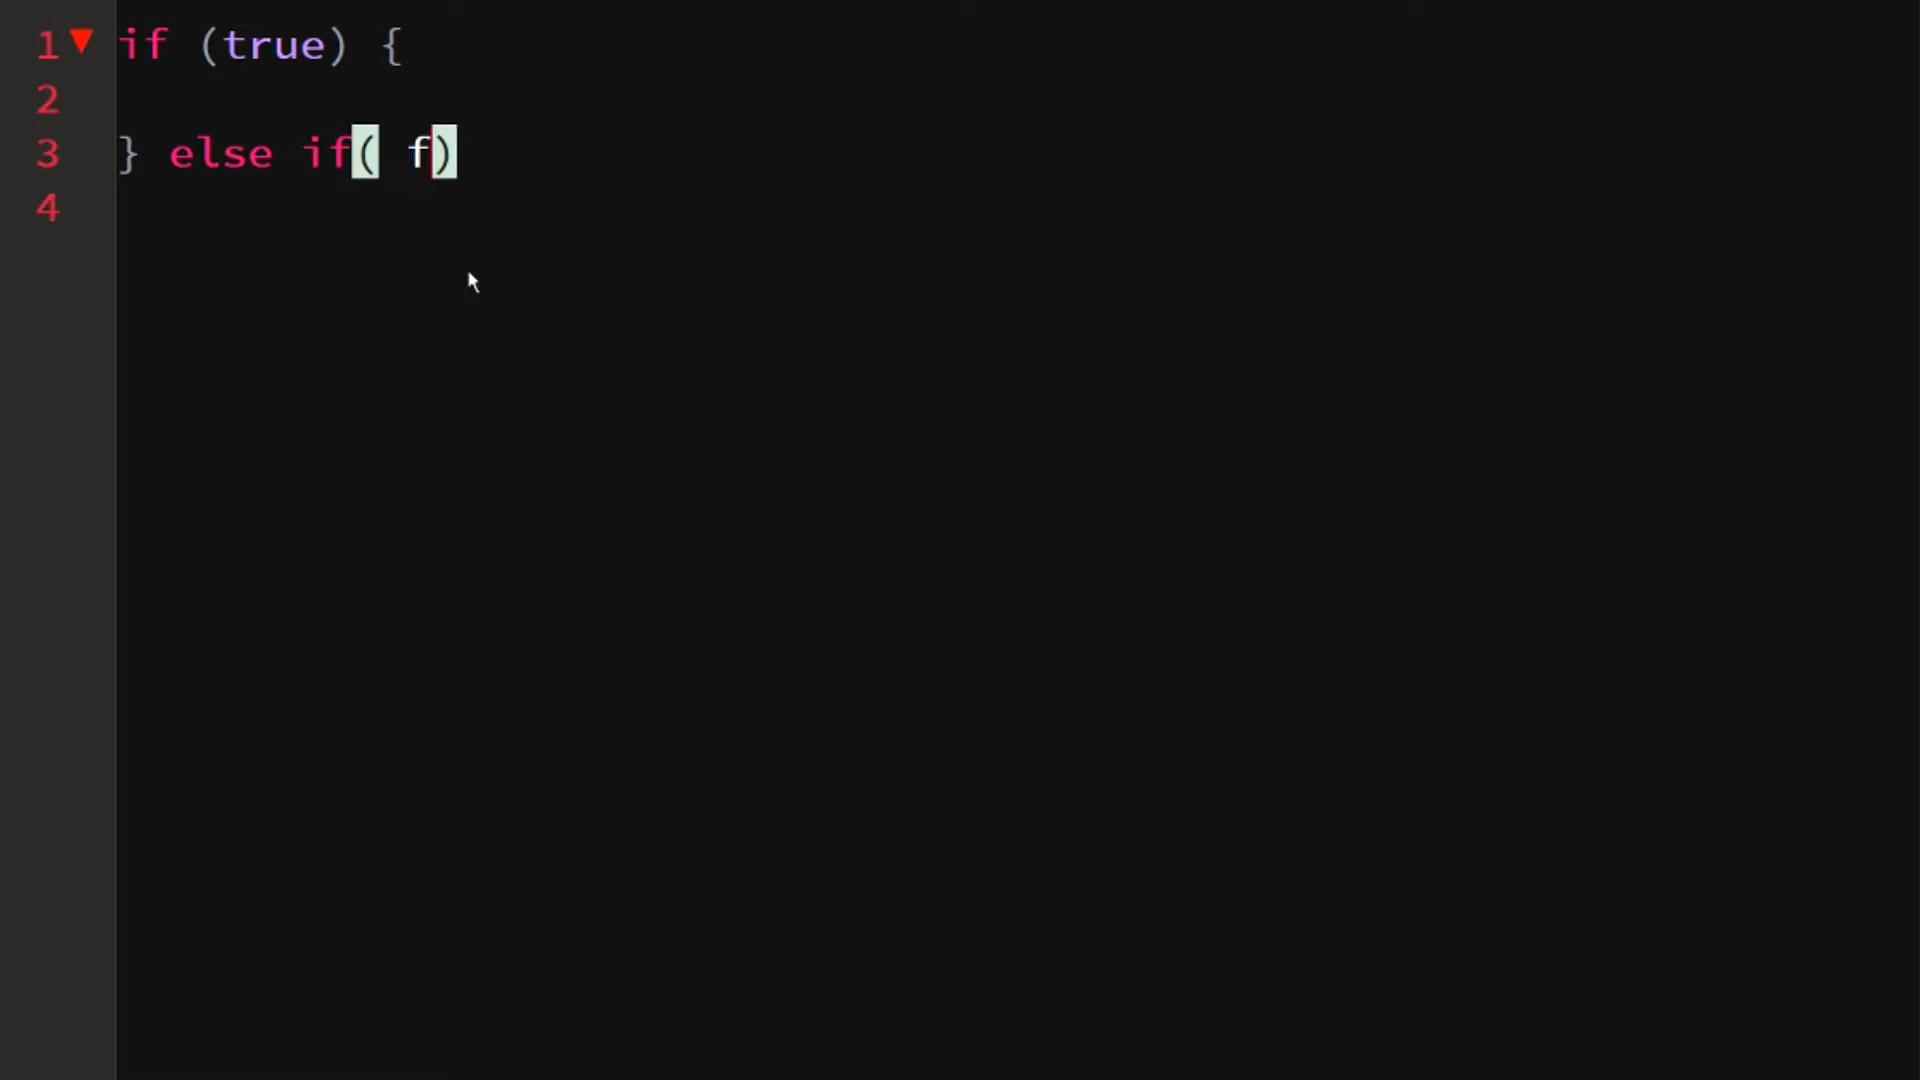 1 if (true) {
2
3 } else if( f)
4